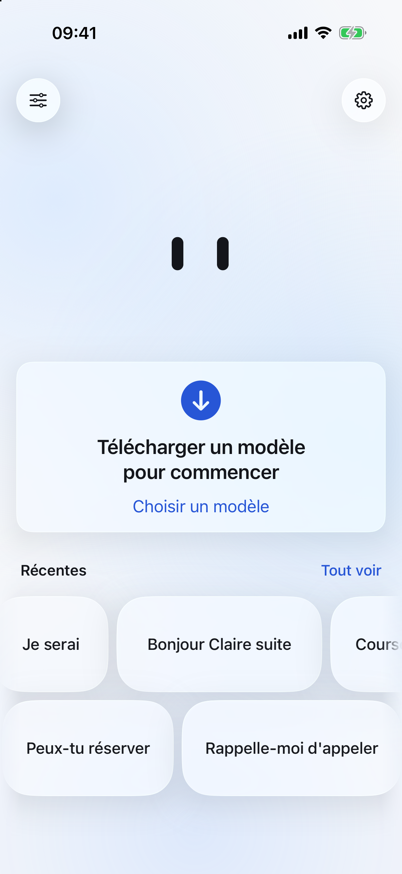 09:41
Télécharger un modèle
pour commencer
Choisir un modèle
Récentes
Tout voir
Je serai
Bonjour Claire suite
Cours
Peux-tu réserver
Rappelle-moi d'appeler